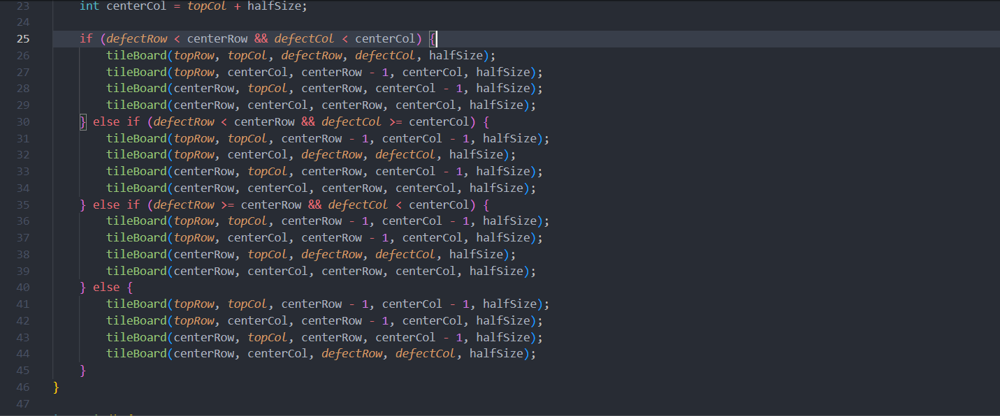 23 int centerCol = topCol + halfSize;
24
25 if (defectRow < centerRow && defectCol < centerCol) {
26 tileBoard(topRow, topCol, defectRow, defectCol, halfSize);
27 tileBoard(topRow, centerCol, centerRow - 1, centerCol, halfSize);
28 tileBoard(centerRow, topCol, centerRow, centerCol - 1, halfSize);
29 tileBoard(centerRow, centerCol, centerRow, centerCol, halfSize);
30 } else if (defectRow < centerRow && defectCol >= centerCol) {
31 tileBoard(topRow, topCol, centerRow - 1, centerCol - 1, halfSize);
32 tileBoard(topRow, centerCol, defectRow, defectCol, halfSize);
33 tileBoard(centerRow, topCol, centerRow, centerCol - 1, halfSize);
34 tileBoard(centerRow, centerCol, centerRow, centerCol, halfSize);
35 } else if (defectRow >= centerRow && defectCol < centerCol) {
36 tileBoard(topRow, topCol, centerRow - 1, centerCol - 1, halfSize);
37 tileBoard(topRow, centerCol, centerRow - 1, centerCol, halfSize);
38 tileBoard(centerRow, topCol, defectRow, defectCol, halfSize);
39 tileBoard(centerRow, centerCol, centerRow, centerCol, halfSize);
40 } else {
41 tileBoard(topRow, topCol, centerRow - 1, centerCol - 1, halfSize);
42 tileBoard(topRow, centerCol, centerRow - 1, centerCol, halfSize);
43 tileBoard(centerRow, topCol, centerRow, centerCol - 1, halfSize);
44 tileBoard(centerRow, centerCol, defectRow, defectCol, halfSize);
45 }
46 }
47